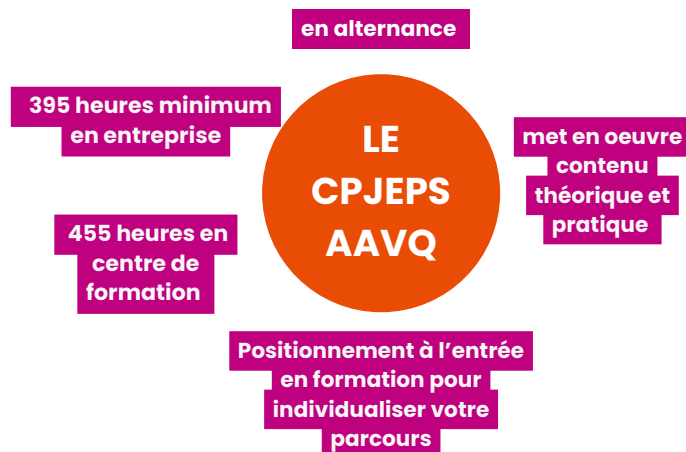 en alternance
395 heures minimum
en entreprise
LE
CPJEPS
AAVQ
met en oeuvre
contenu
théorique et
pratique
455 heures en
centre de
formation
Positionnement à l’entrée
en formation pour
individualiser votre
parcours